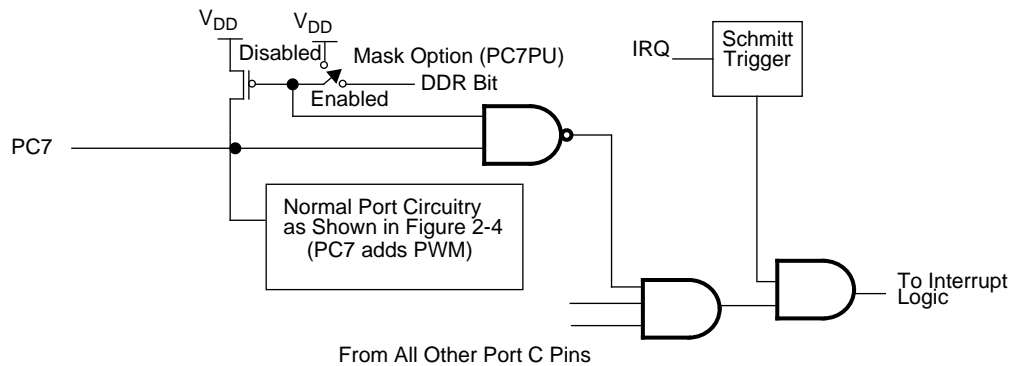 VDD
VDD
Disabled
Mask Option (PC7PU)
IRQ
Schmitt
Trigger
DDR Bit
Enabled
PC7
Normal Port Circuitry
as Shown in Figure 2-4
(PC7 adds PWM)
To Interrupt
Logic
From All Other Port C Pins